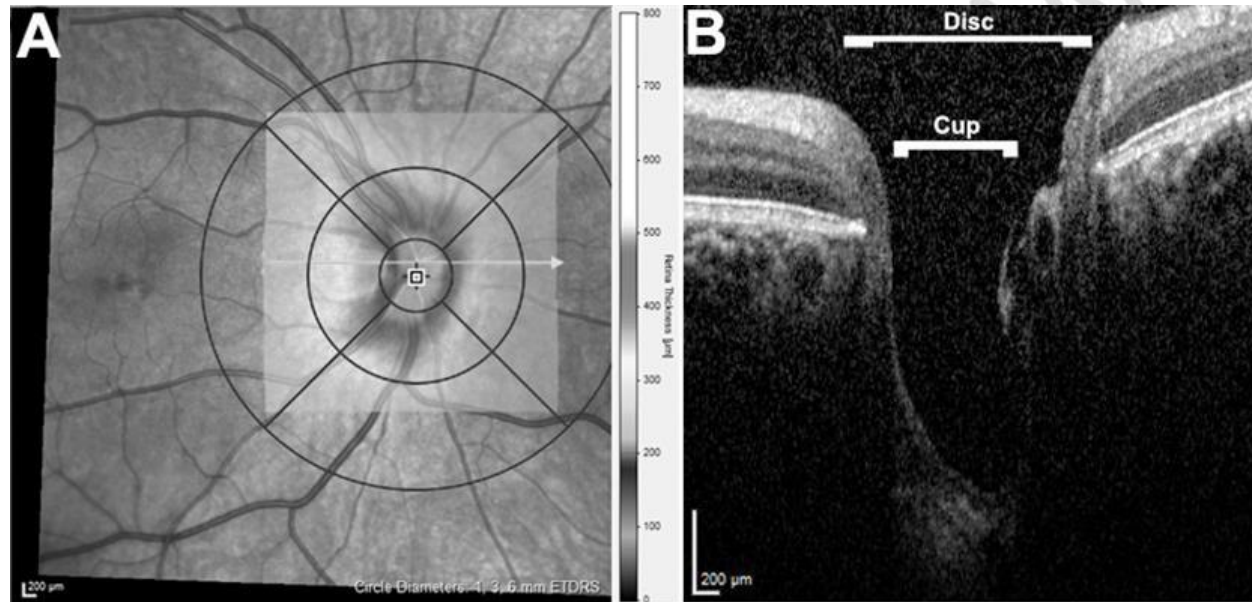 A
800
700
600
500
400
300
200
100
0
Retina Thickness [µm]
200 µm
Circle Diameters: 1, 3, 6 mm ETDRS
B
Disc
Cup
200 µm